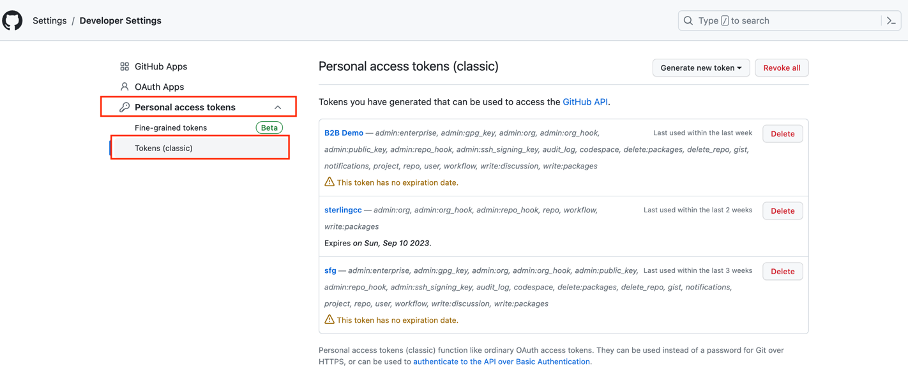 Settings / Developer Settings
Type / to search
GitHub Apps
OAuth Apps
Personal access tokens
Fine-grained tokens Beta
Tokens (classic)
Personal access tokens (classic)
Generate new token
Revoke all
Tokens you have generated that can be used to access the GitHub API.
B2B Demo — admin:enterprise, admin:gpg_key, admin:org, admin:org_hook,
Last used within the last week
Delete
admin:public_key, admin:repo_hook, admin:ssh_signing_key, audit_log, codespace, delete:packages, delete_repo, gist,
notifications, project, repo, user, workflow, write:discussion, write:packages
This token has no expiration date.
sterlingcc — admin:org, admin:org_hook, admin:repo_hook, repo, workflow,
Last used within the last 2 weeks
Delete
write:packages
Expires on Sun, Sep 10 2023.
sfg — admin:enterprise, admin:gpg_key, admin:org, admin:org_hook, admin:public_key,
Last used within the last 3 weeks
Delete
admin:repo_hook, admin:ssh_signing_key, audit_log, codespace, delete:packages, delete_repo, gist, notifications,
project, repo, user, workflow, write:discussion, write:packages
This token has no expiration date.
Personal access tokens (classic) function like ordinary OAuth access tokens. They can be used instead of a password for Git over
HTTPS, or can be used to authenticate to the API over Basic Authentication.